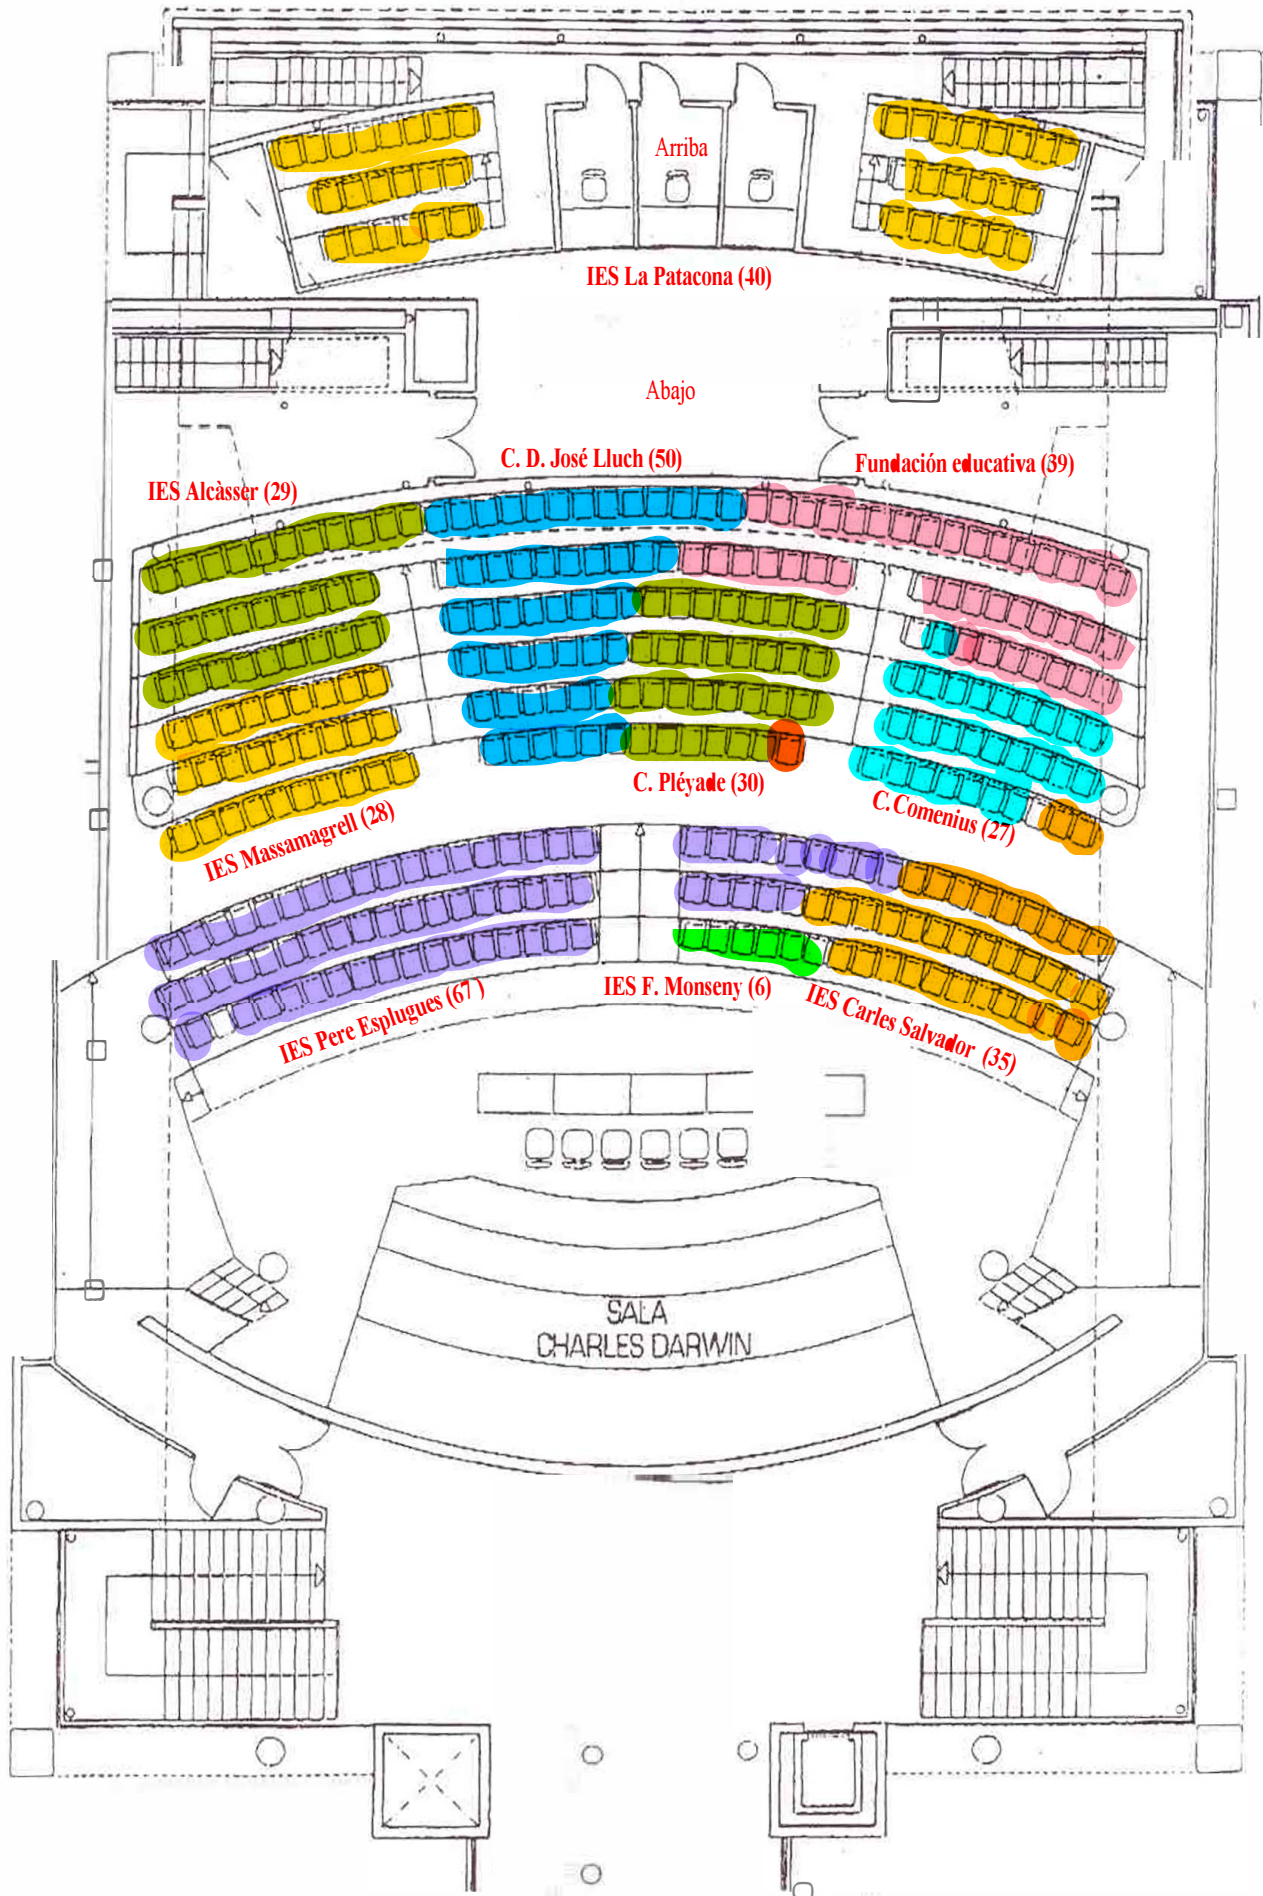 Arriba
IES La Patacona (40)
Abajo
C. D. José Lluch (50)
Fundación educativa (39)
IES Alcàsser (29)
C. Pléyade (30)
C. Comenius (27)
IES Massamagrell (28)
IES F. Monseny (6)
IES Pere Esplugues (67)
IES Carles Salvador (35)
SALA
CHARLES DARWIN